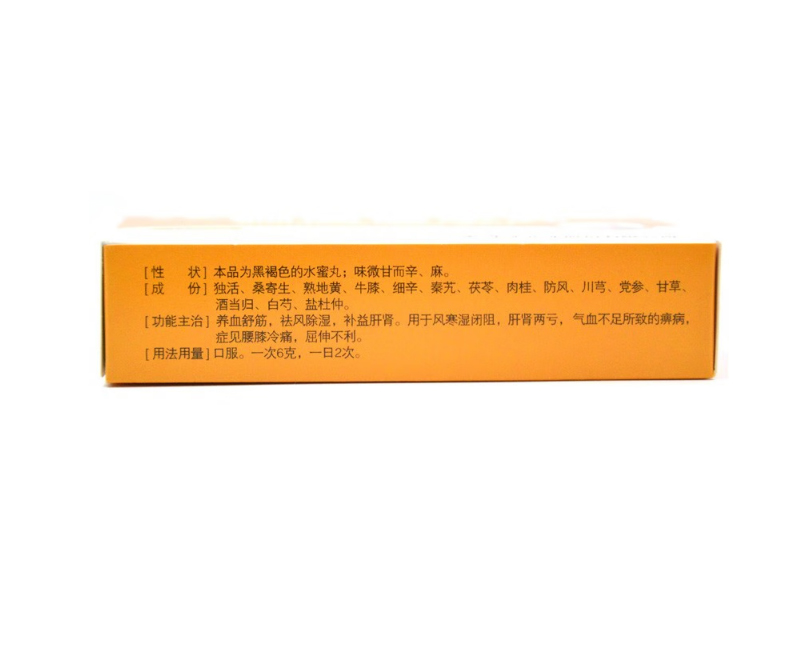 [性 状] 本品为黑褐色的水蜜丸；味微甘而辛、麻。
[成 份] 独活、桑寄生、熟地黄、牛膝、细辛、秦艽、茯苓、肉桂、防风、川芎、党参、甘草、
酒当归、白芍、盐杜仲。
[功能主治] 养血舒筋，祛风除湿，补益肝肾。用于风寒湿闭阻，肝肾两亏，气血不足所致的痹病，
症见腰膝冷痛，屈伸不利。
[用法用量] 口服。一次6克，一日2次。